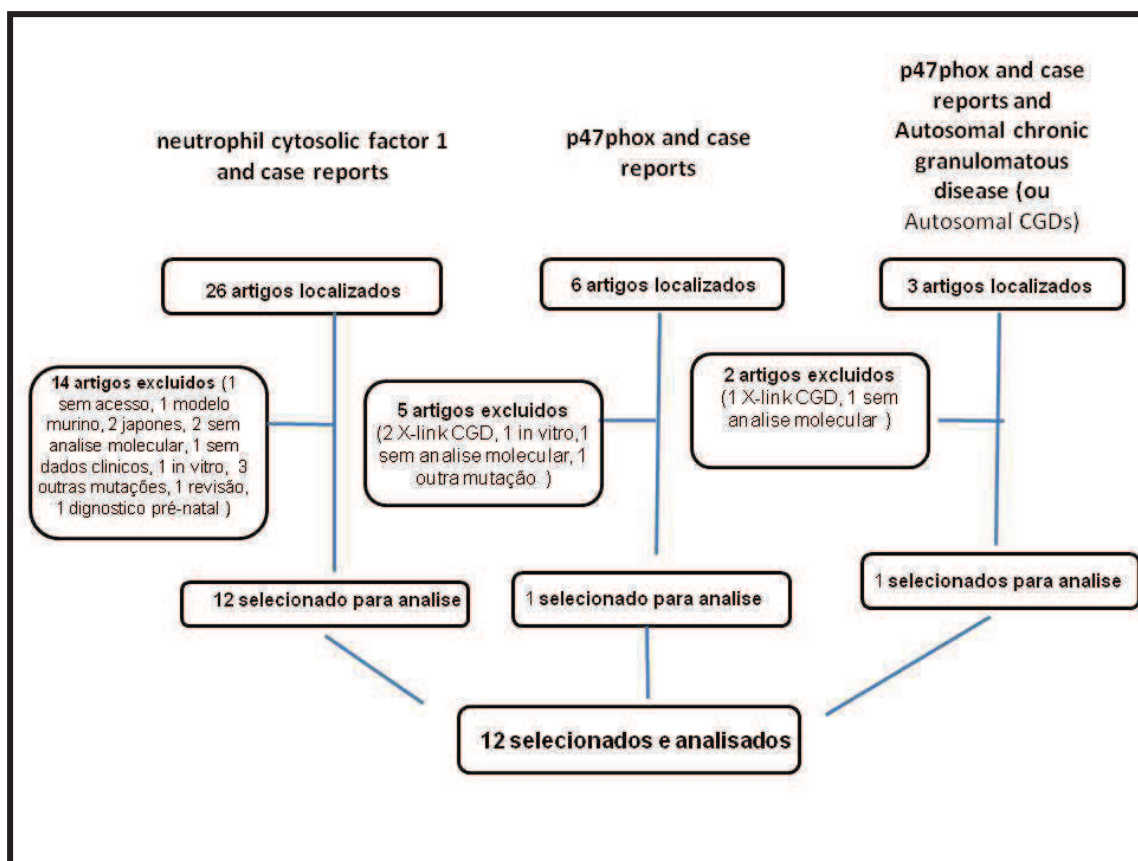 neutrophil cytosolic factor 1
and case reports
p47phox and case
reports
p47phox and case
reports and
Autosomal chronic
granulomatous
disease (ou
Autosomal CGDs)
26 artigos localizados
6 artigos localizados
3 artigos localizados
14 artigos excluidos (1
sem acesso, 1 modelo
murino, 2 japones, 2 sem
analise molecular, 1 sem
dados clinicos, 1 in vitro, 3
outras mutações, 1 revisão,
1 dignostico pré-natal )
5 artigos excluidos
(2 X-link CGD, 1 in vitro,1
sem analise molecular, 1
outra mutação )
2 artigos excluidos
(1 X-link CGD, 1 sem
analise molecular )
12 selecionado para analise
1 selecionado para analise
1 selecionados para analise
12 selecionados e analisados